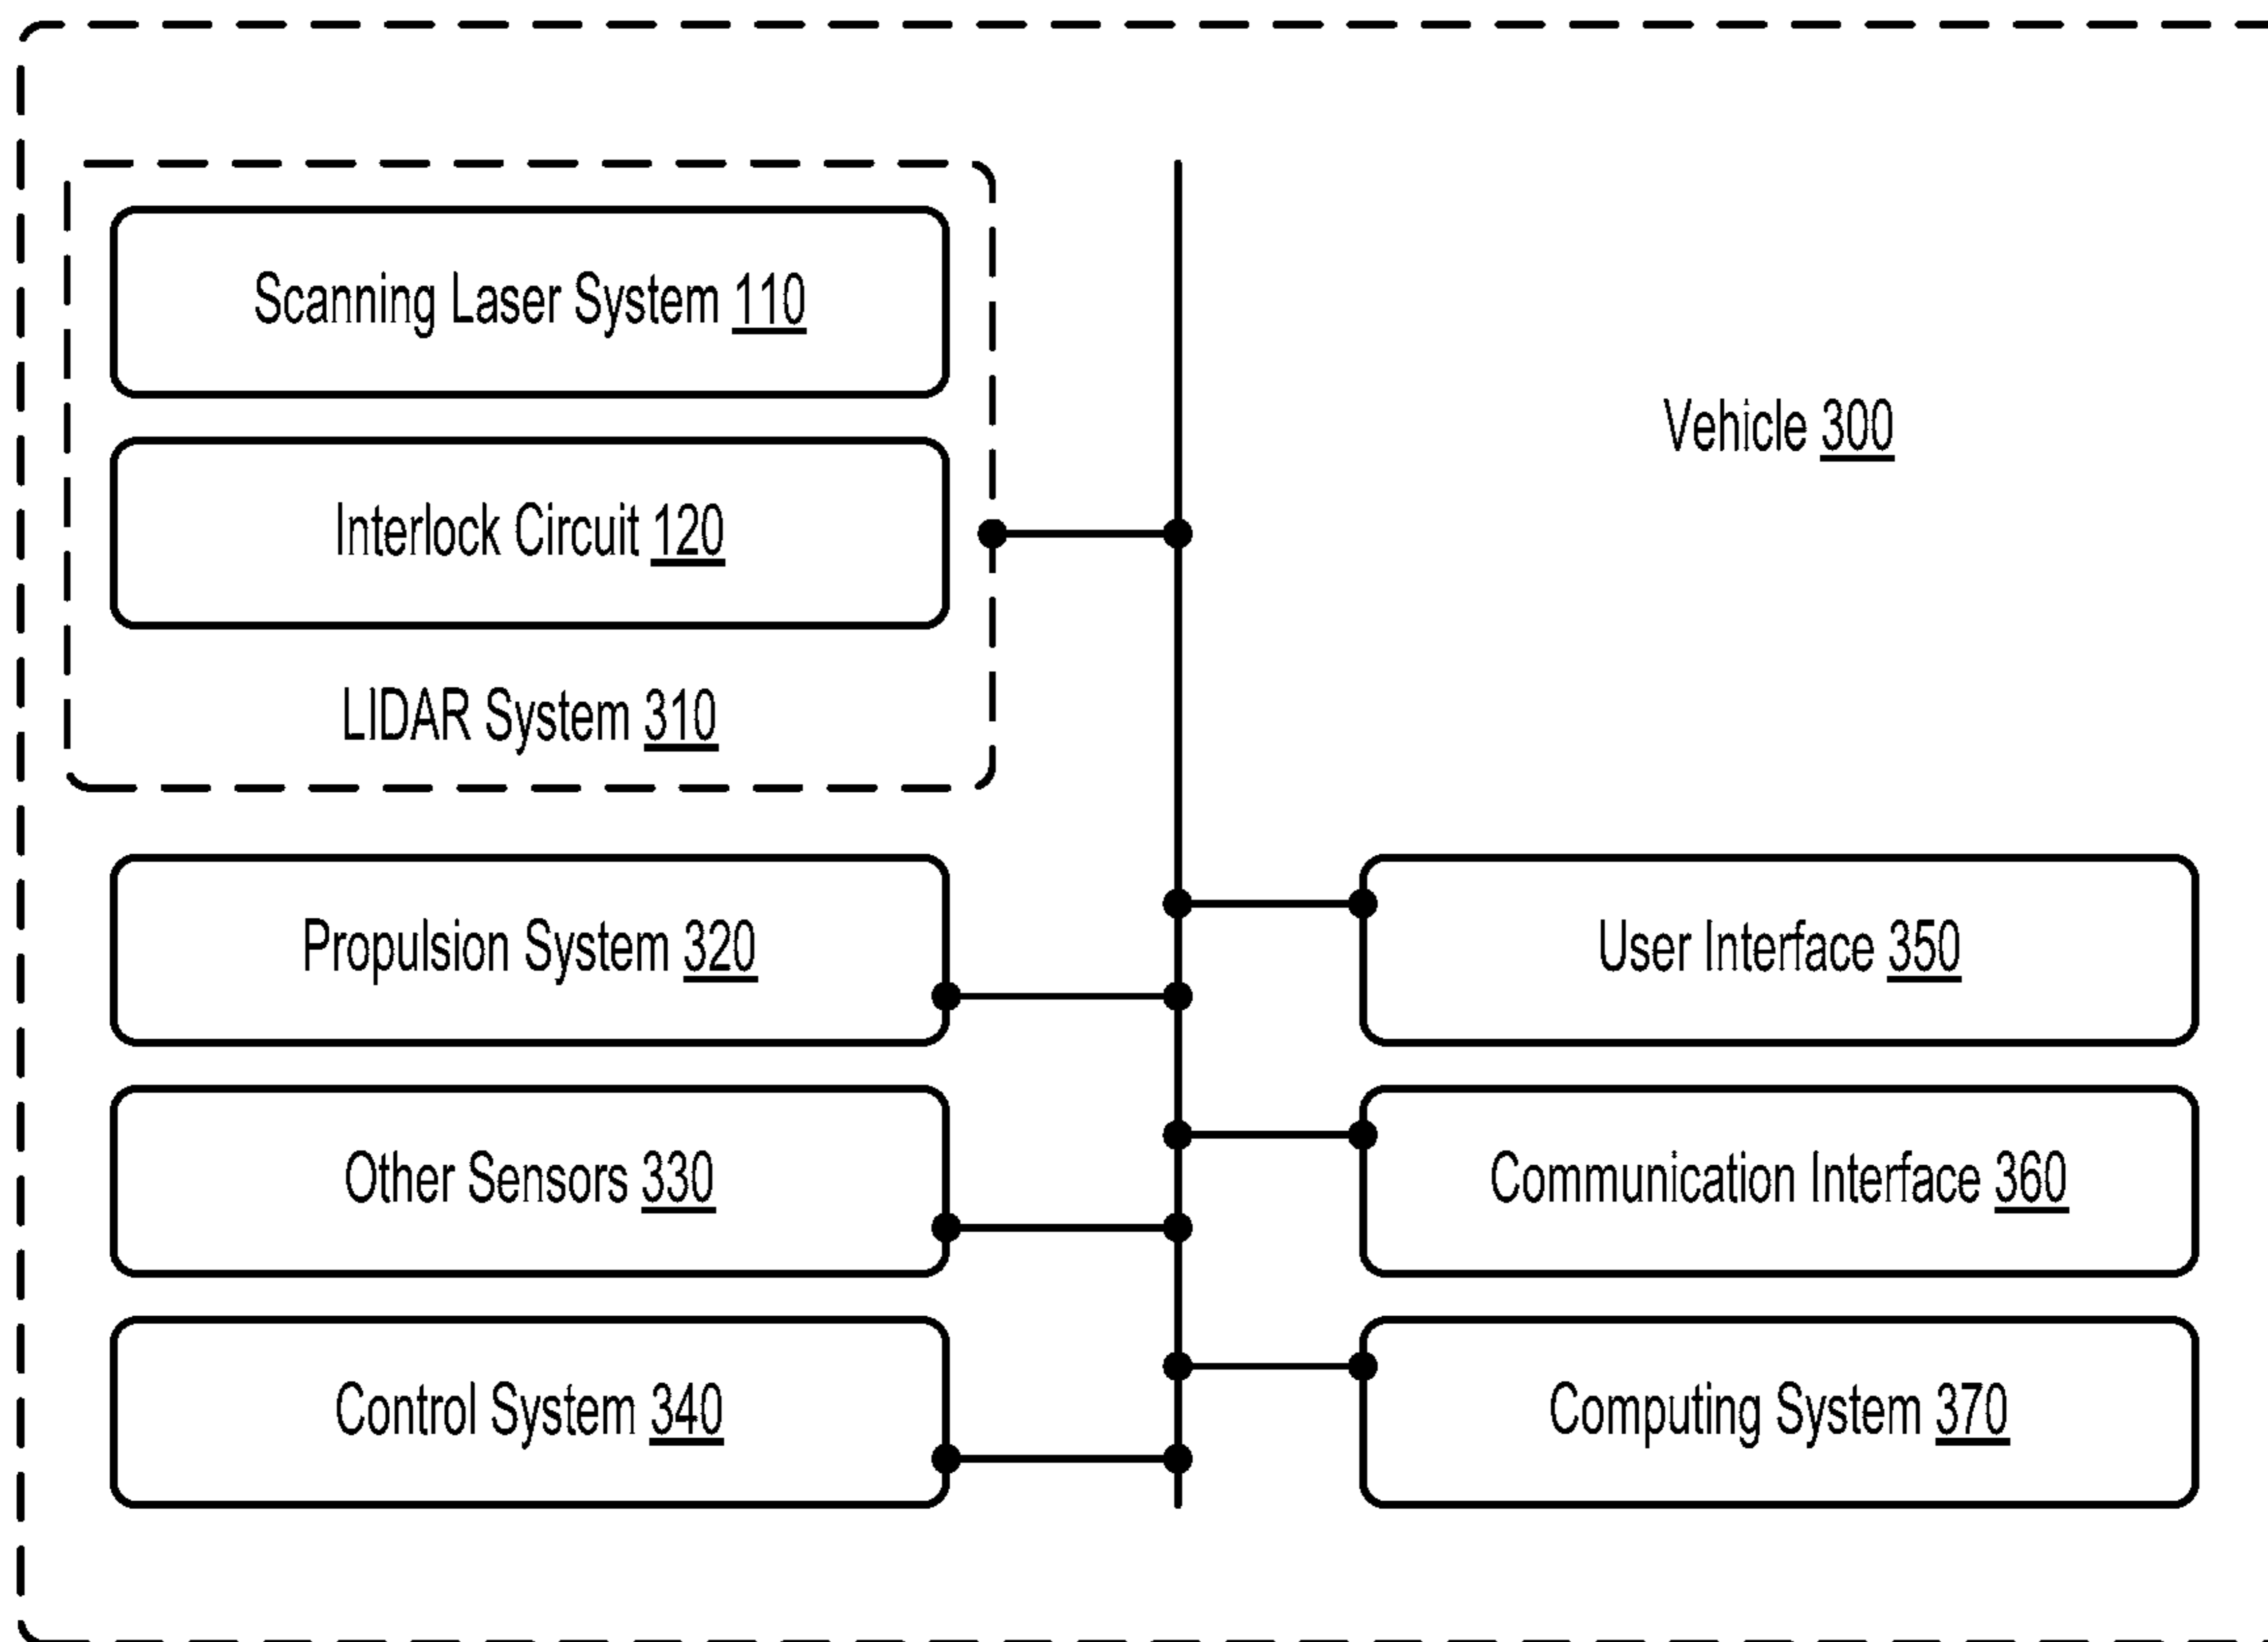 Scanning Laser System 110
Interlock Circuit 120
LIDAR System 310
Vehicle 300
Propulsion System 320
Other Sensors 330
Control System 340
User Interface 350
Communication Interface 360
Computing System 370